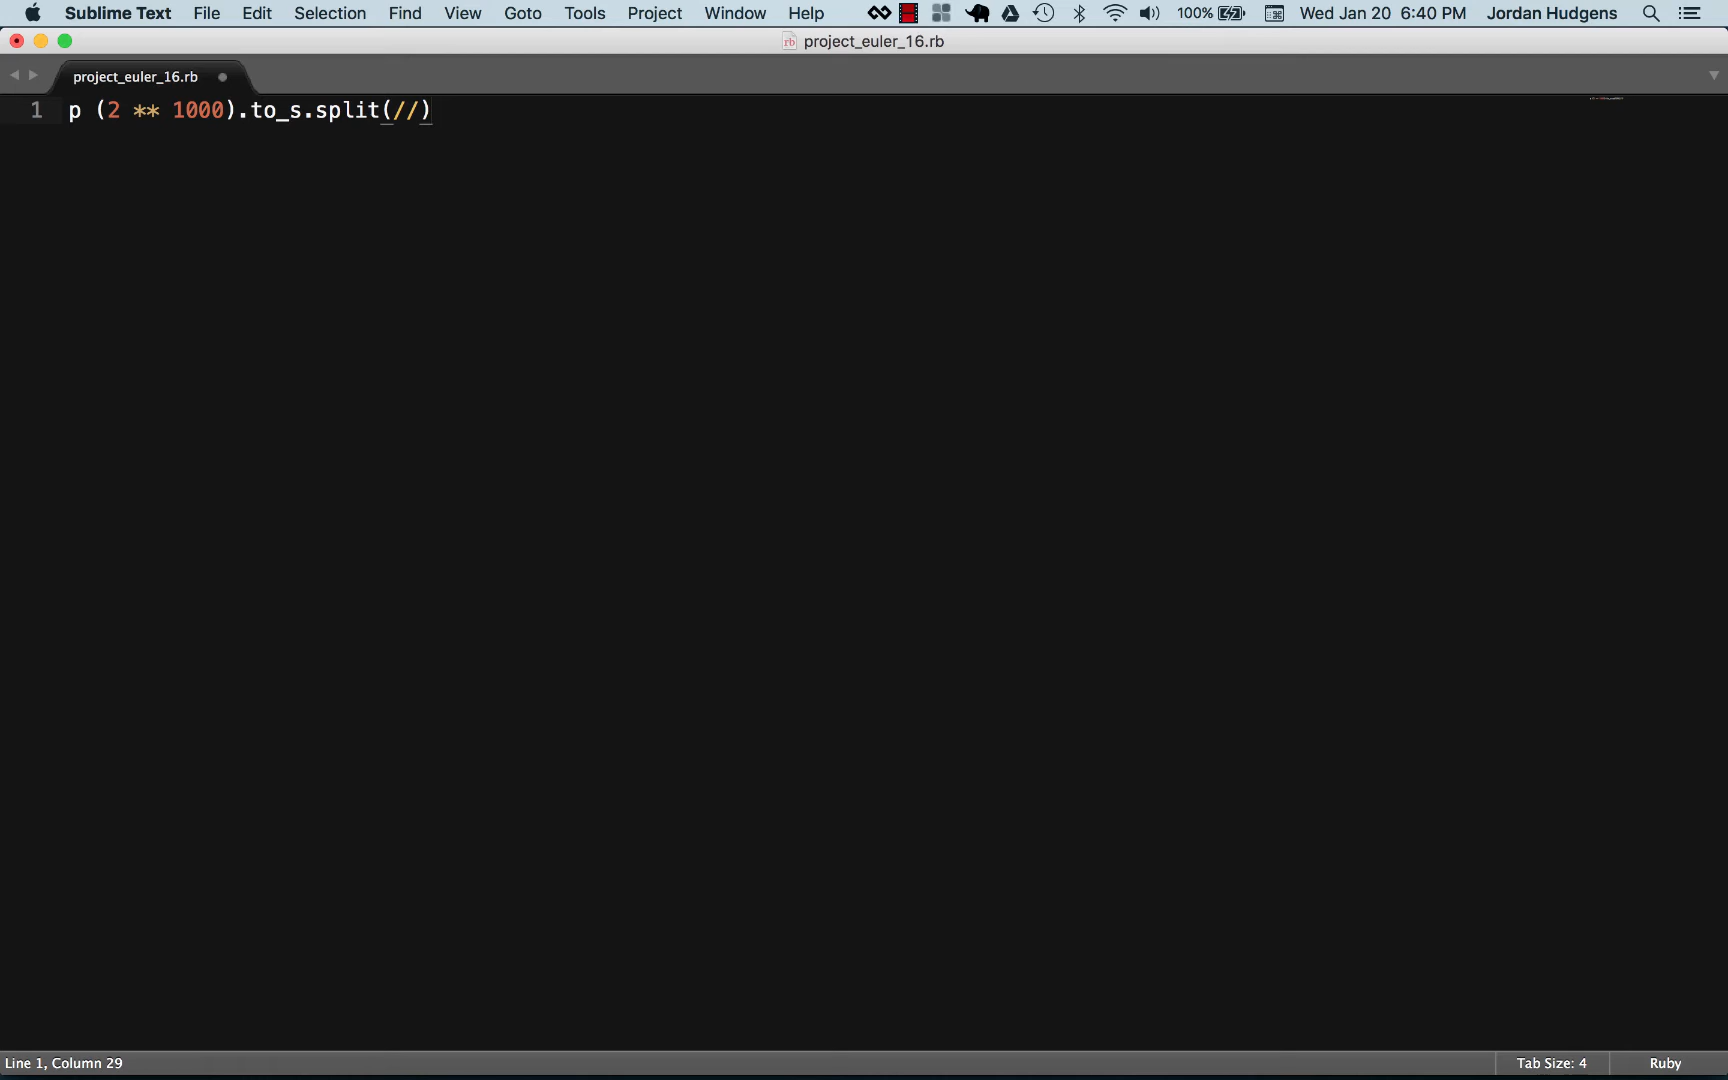 Sublime Text File Edit Selection Find View Goto Tools Project Window Help 100% Wed Jan 20 6:40 PM Jordan Hudgens
rb project_euler_16.rb
project_euler_16.rb
1 p (2 ** 1000).to_s.split(//)
Line 1, Column 29 Tab Size: 4 Ruby